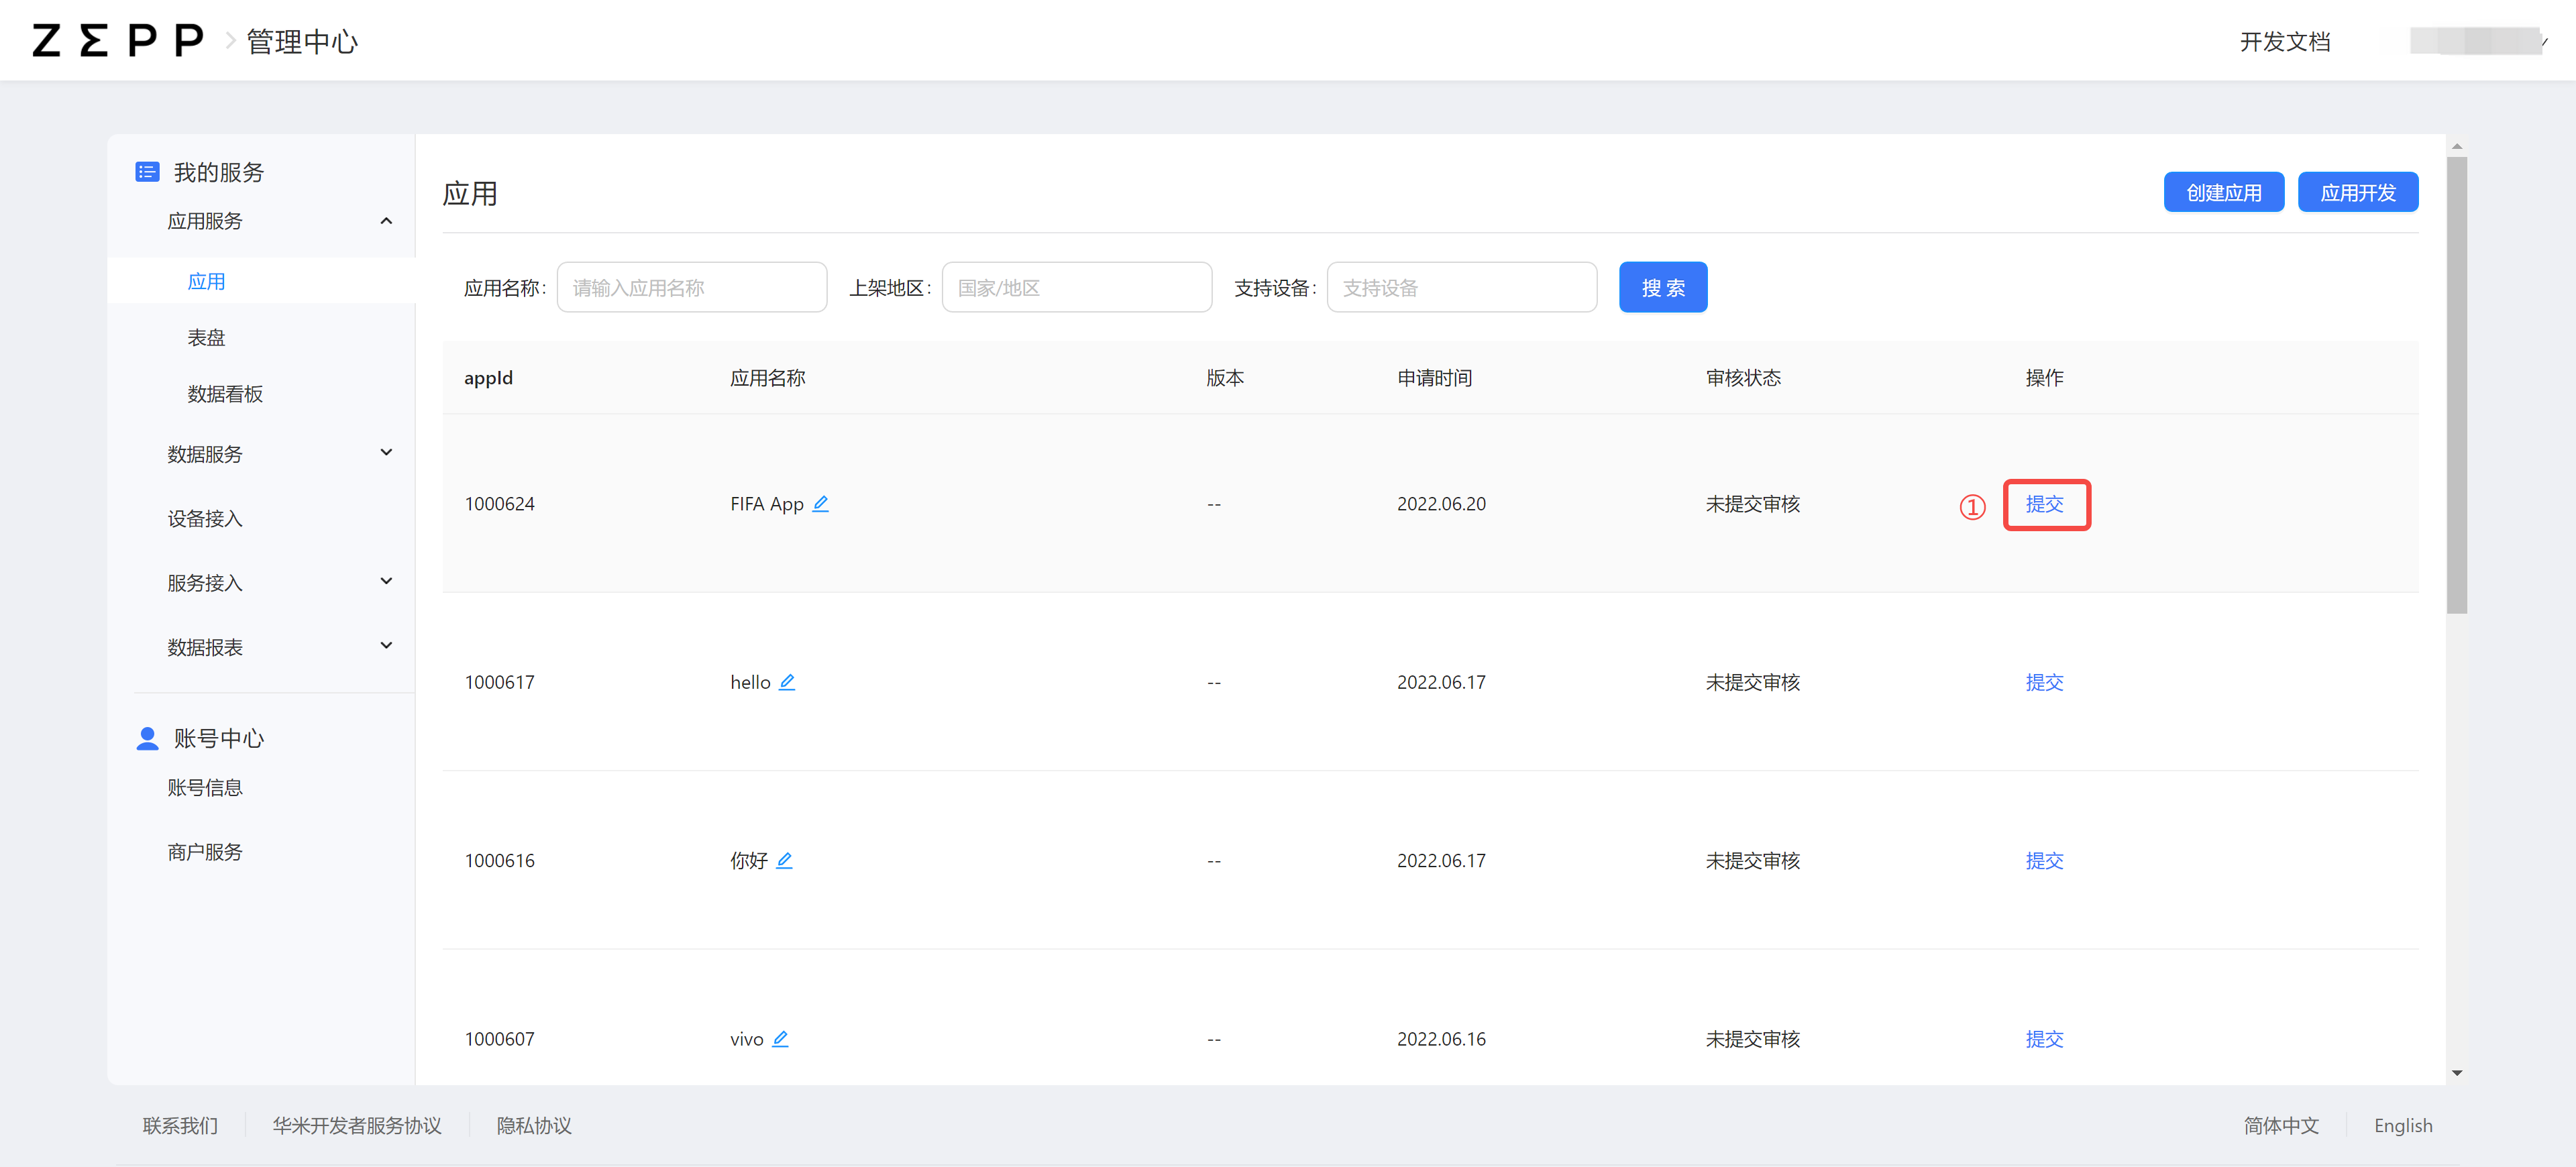 ZEPP 管理中心 开发文档
我的服务
应用服务
应用
表盘
数据看板
数据服务
设备接入
服务接入
数据报表
账号中心
账号信息
商户服务
应用 创建应用 应用开发
应用名称: 请输入应用名称 上架地区: 国家/地区 支持设备: 支持设备 搜 索
appId 应用名称 版本 申请时间 审核状态 操作
1000624 FIFA App -- 2022.06.20 未提交审核 ① 提交
1000617 hello -- 2022.06.17 未提交审核 提交
1000616 你好 -- 2022.06.17 未提交审核 提交
1000607 vivo -- 2022.06.16 未提交审核 提交
联系我们 华米开发者服务协议 隐私协议 简体中文 English